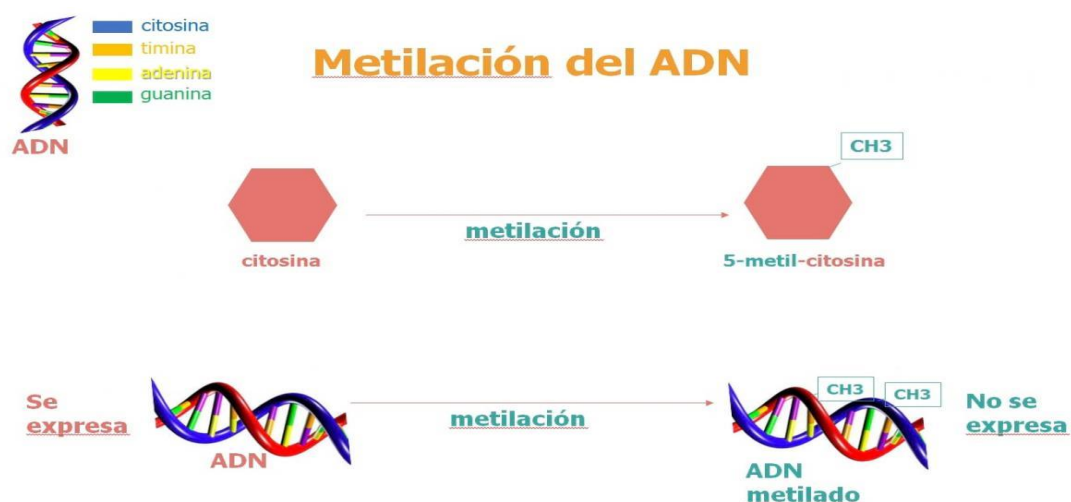 citosina
timina
adenina
guanina
ADN
Metilación del ADN
CH3
metilación
citosina
5-metil-citosina
Se
expresa
ADN
metilación
CH3
CH3
ADN
metilado
No se
expresa